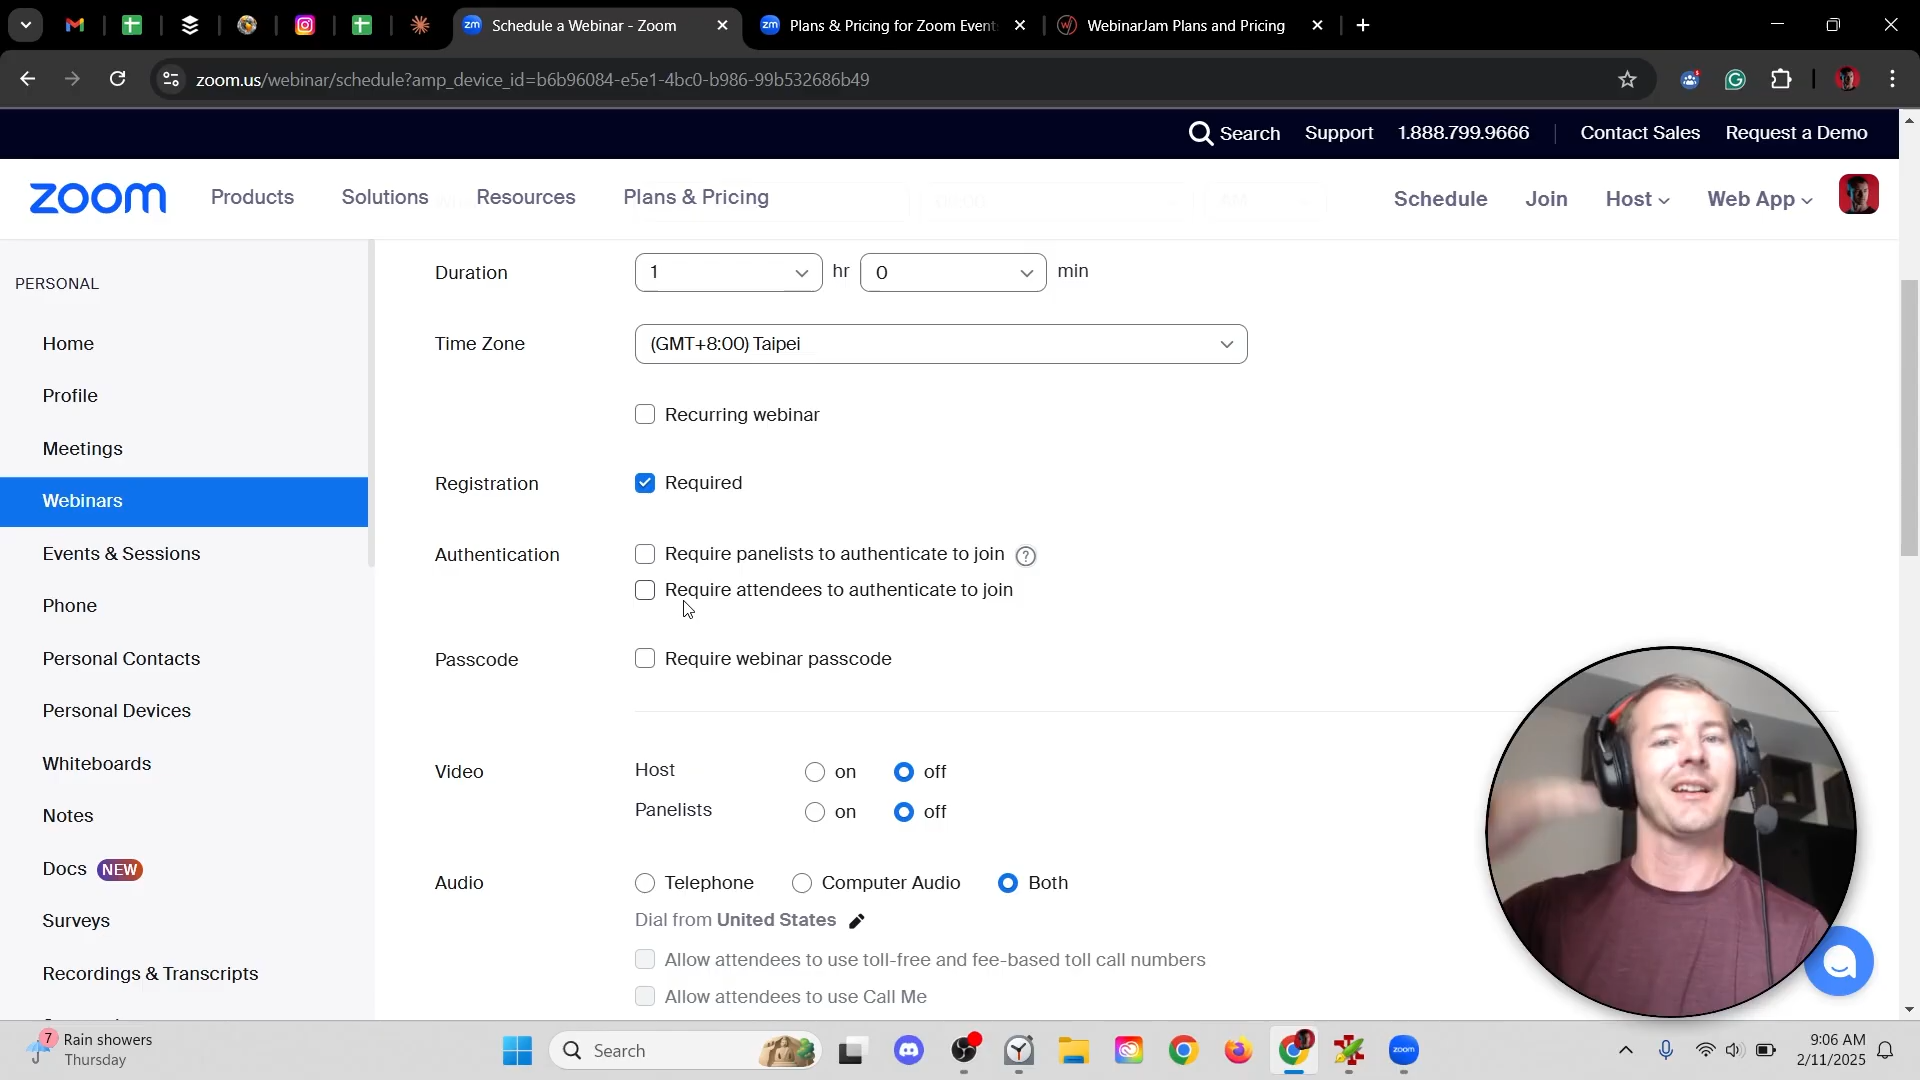 Schedule a Webinar - Zoom
Plans & Pricing for Zoom Event
WebinarJam Plans and Pricing
zoom.us/webinar/schedule?amp_device_id=b6b96084-e5e1-4bc0-b986-99b532686b49
Search Support 1.888.799.9666 Contact Sales Request a Demo
zoom Products Solutions Resources Plans & Pricing Schedule Join Host Web App
PERSONAL
Home
Profile
Meetings
Webinars
Events & Sessions
Phone
Personal Contacts
Personal Devices
Whiteboards
Notes
Docs NEW
Surveys
Recordings & Transcripts
Duration 1 hr 0 min
Time Zone (GMT+8:00) Taipei
Recurring webinar
Registration Required
Authentication Require panelists to authenticate to join ?
Require attendees to authenticate to join
Passcode Require webinar passcode
Video Host on off
Panelists on off
Audio Telephone Computer Audio Both
Dial from United States
Allow attendees to use toll-free and fee-based toll call numbers
Allow attendees to use Call Me
7 Rain showers
Thursday
Search
zoom
9:06 AM
2/11/2025